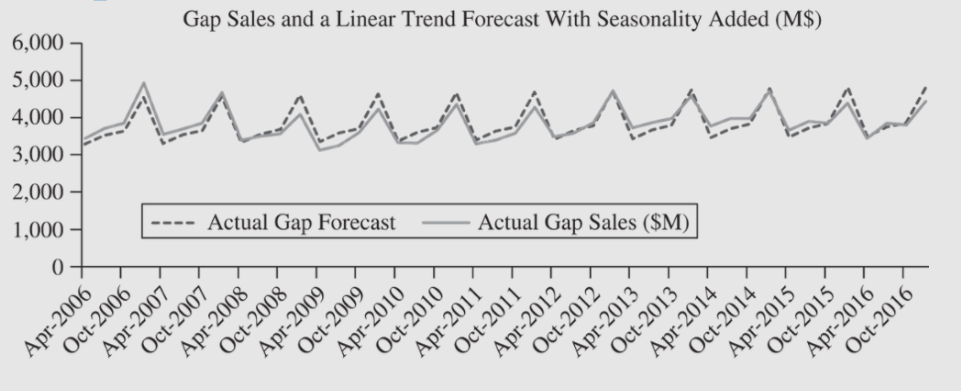 Gap Sales and a Linear Trend Forecast With Seasonality Added (M$)
6,000
5,000
4,000
3,000
2,000
1,000
0
Actual Gap Forecast
Actual Gap Sales ($M)
Apr-2006
Oct-2006
Apr-2007
Oct-2007
Apr-2008
Oct-2008
Apr-2009
Oct-2009
Apr-2010
Oct-2010
Apr-2011
Oct-2011
Apr-2012
Oct-2012
Apr-2013
Oct-2013
Apr-2014
Oct-2014
Apr-2015
Oct-2015
Apr-2016
Oct-2016